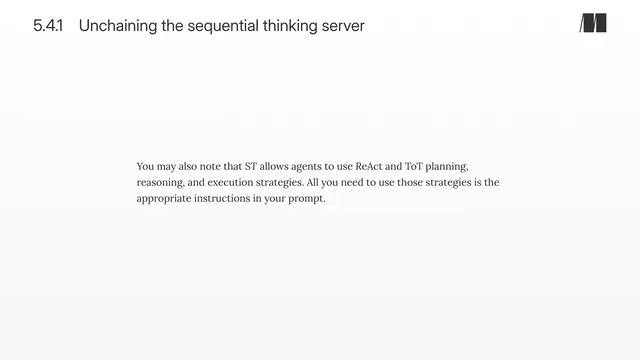 5.4.1 Unchaining the sequential thinking server
You may also note that ST allows agents to use ReAct and ToT planning,
reasoning, and execution strategies. All you need to use those strategies is the
appropriate instructions in your prompt.